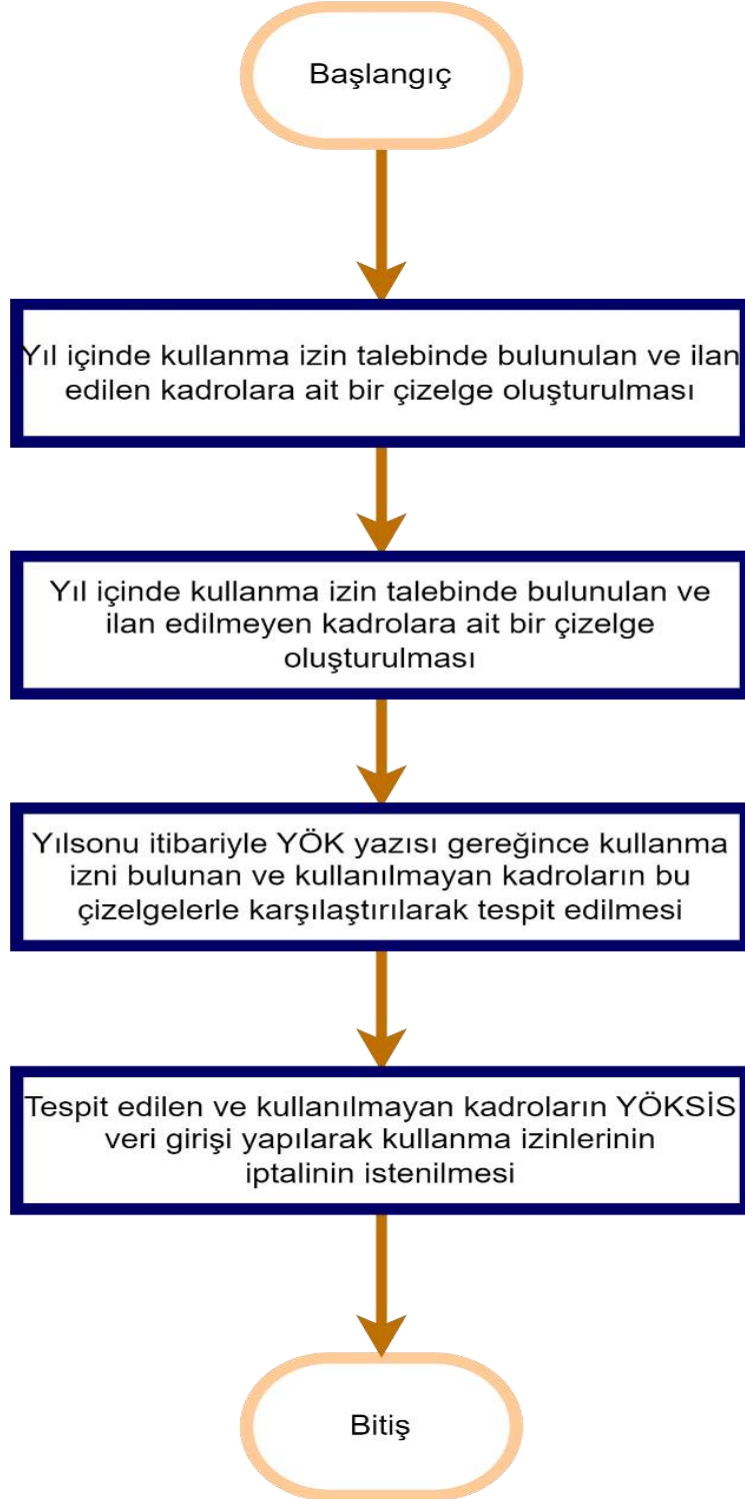 Başlangıç
Yıl içinde kullanma izin talebinde bulunulan ve ilan
edilen kadrolara ait bir çizelge oluşturulması
Yıl içinde kullanma izin talebinde bulunulan ve
ilan edilmeyen kadrolara ait bir çizelge
oluşturulması
Yılsonu itibariyle YÖK yazısı gereğince kullanma
izni bulunan ve kullanılmayan kadroların bu
çizelgelerle karşılaştırılarak tespit edilmesi
Tespit edilen ve kullanılmayan kadroların YÖKSİS
veri girişi yapılarak kullanma izinlerinin
iptalinin istenilmesi
Bitiş